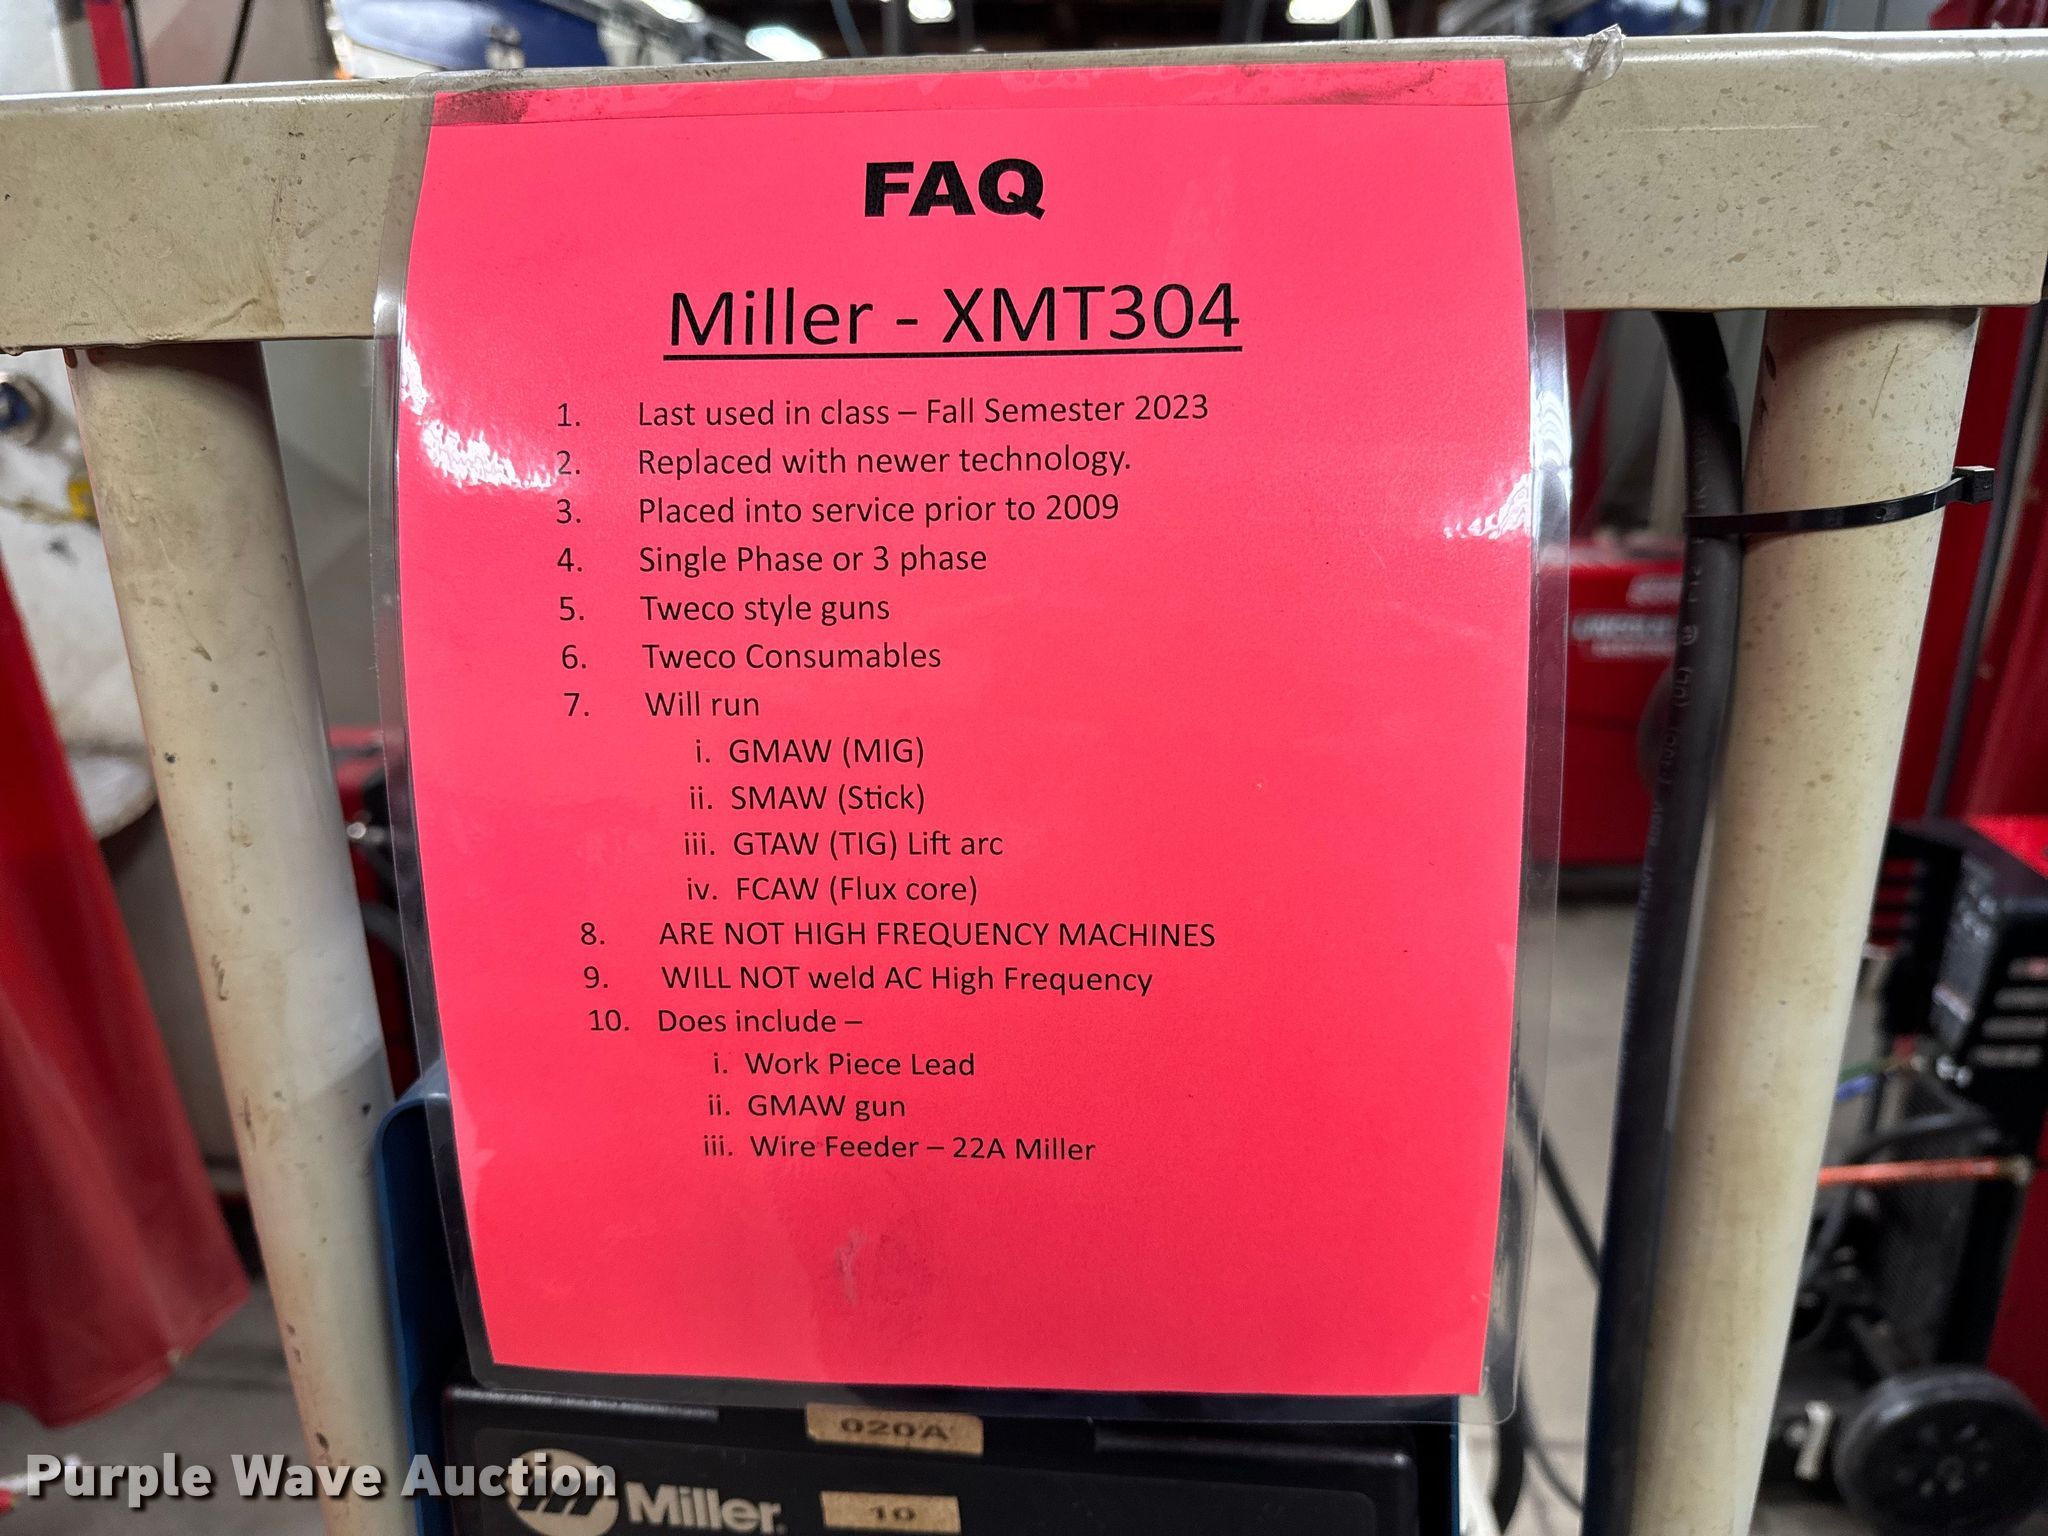 FAQ
Miller - XMT304
1. Last used in class – Fall Semester 2023
2. Replaced with newer technology.
3. Placed into service prior to 2009
4. Single Phase or 3 phase
5. Tweco style guns
6. Tweco Consumables
7. Will run
i. GMAW (MIG)
ii. SMAW (Stick)
iii. GTAW (TIG) Lift arc
iv. FCAW (Flux core)
8. ARE NOT HIGH FREQUENCY MACHINES
9. WILL NOT weld AC High Frequency
10. Does include –
i. Work Piece Lead
ii. GMAW gun
iii. Wire Feeder – 22A Miller
020A
Miller
10
Purple Wave Auction